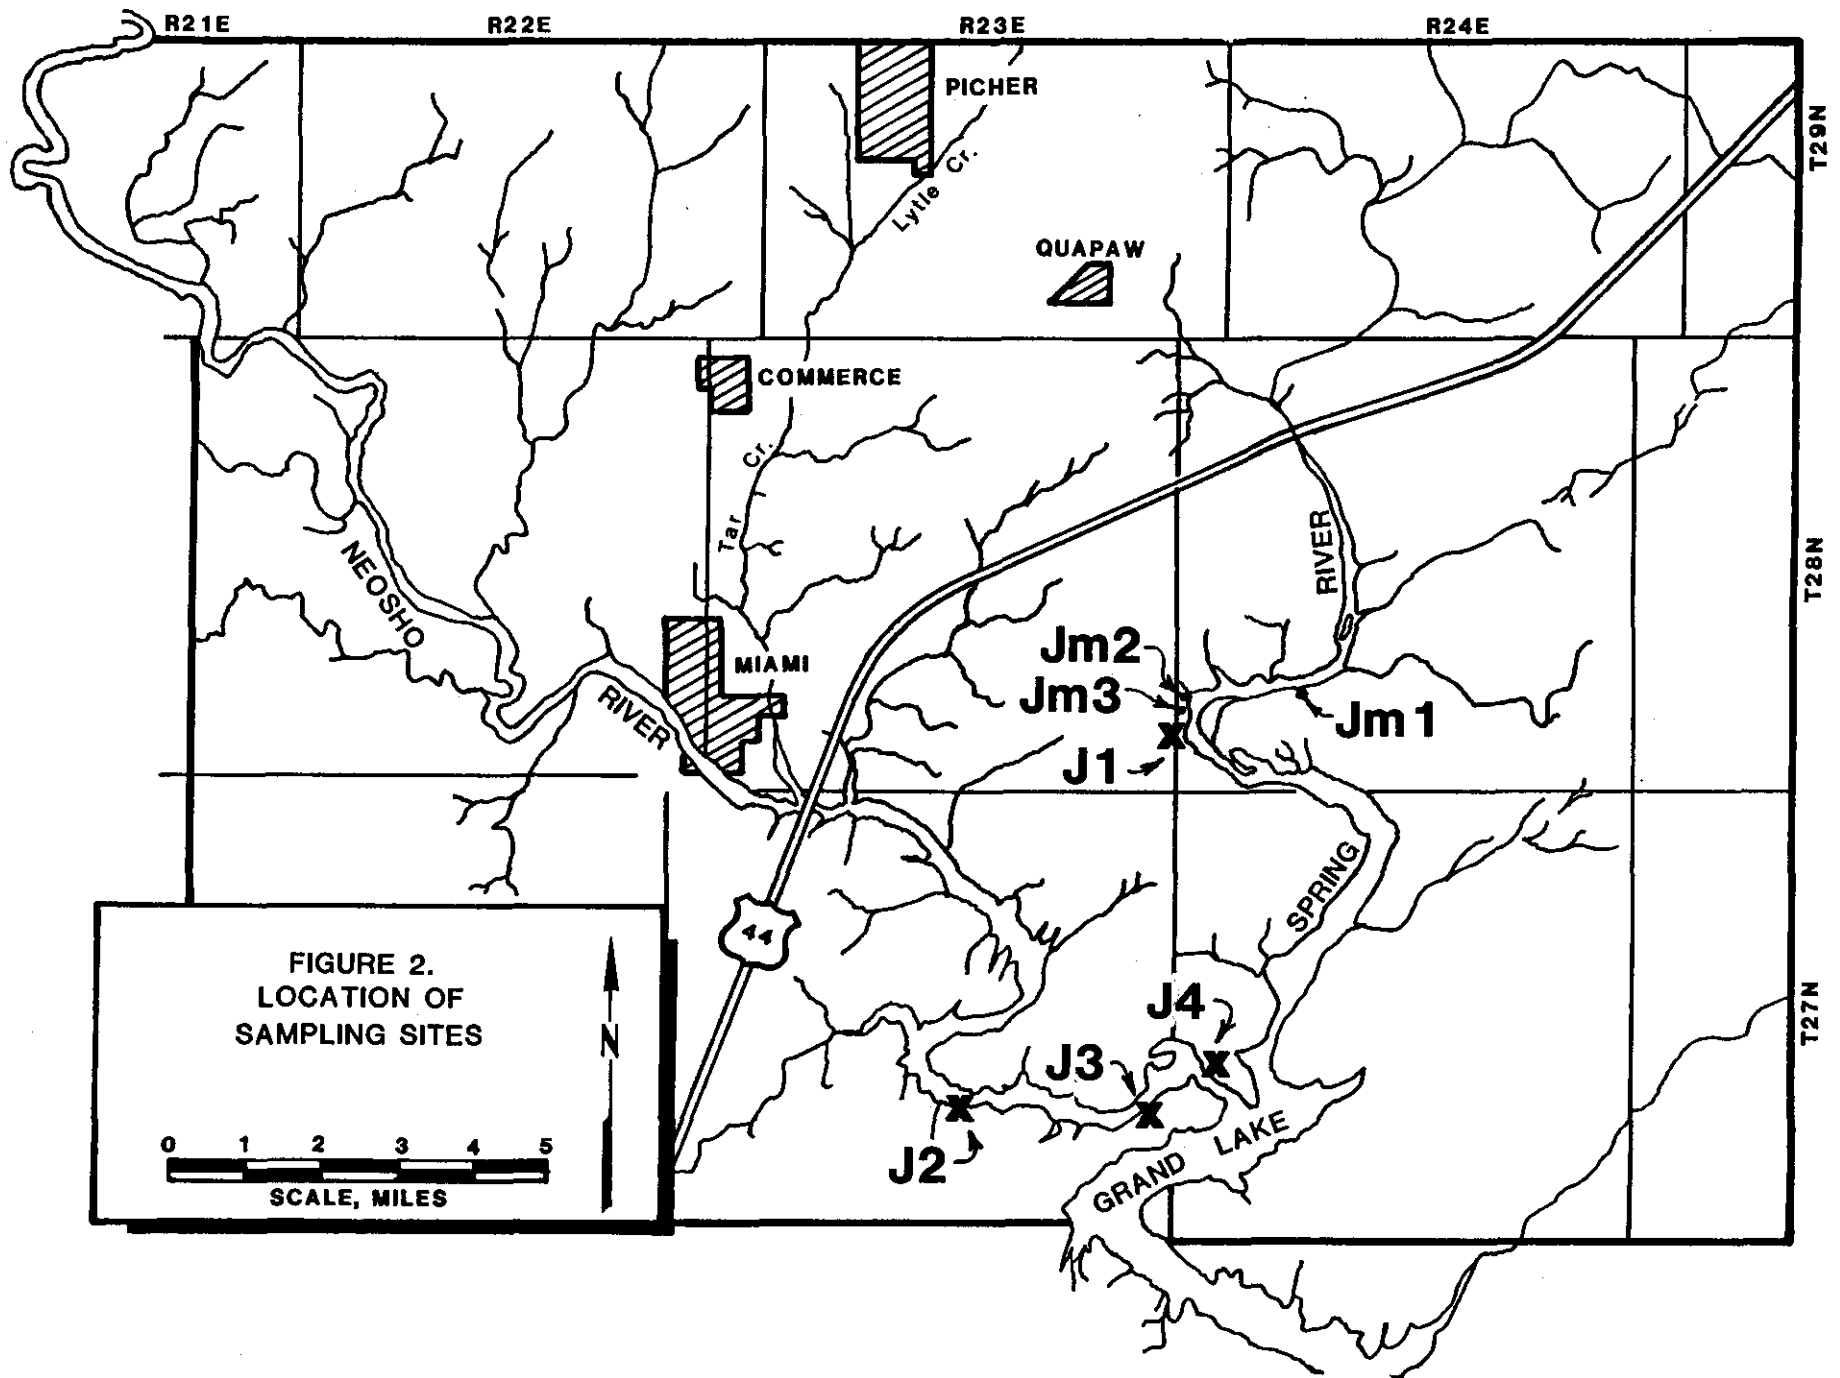 R21E
R22E
R23E
R24E
PICHER
T29N
Lytle Cr.
QUAPAW
COMMERCE
Tar Cr.
NEOSHO
RIVER
RIVER
T28N
MIAMI
Jm2
Jm3
Jm1
J1
SPRING
44
J4
J3
J2
GRAND LAKE
T27N
FIGURE 2.
LOCATION OF
SAMPLING SITES
N
0 1 2 3 4 5
SCALE, MILES